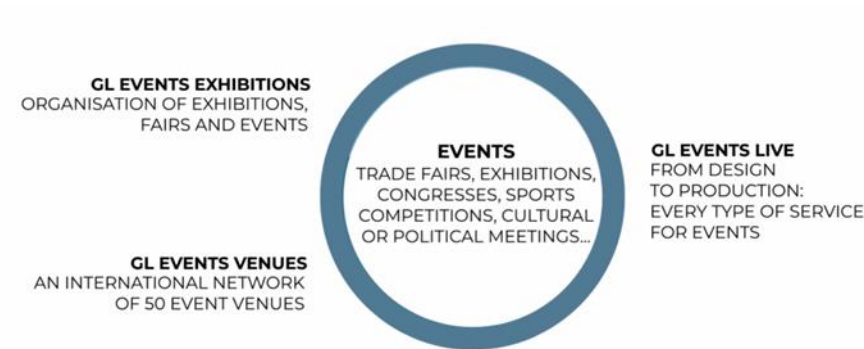 GL EVENTS EXHIBITIONS
ORGANISATION OF EXHIBITIONS,
FAIRS AND EVENTS
GL EVENTS VENUES
AN INTERNATIONAL NETWORK
OF 50 EVENT VENUES
EVENTS
TRADE FAIRS, EXHIBITIONS,
CONGRESSES, SPORTS
COMPETITIONS, CULTURAL
OR POLITICAL MEETINGS...
GL EVENTS LIVE
FROM DESIGN
TO PRODUCTION:
EVERY TYPE OF SERVICE
FOR EVENTS